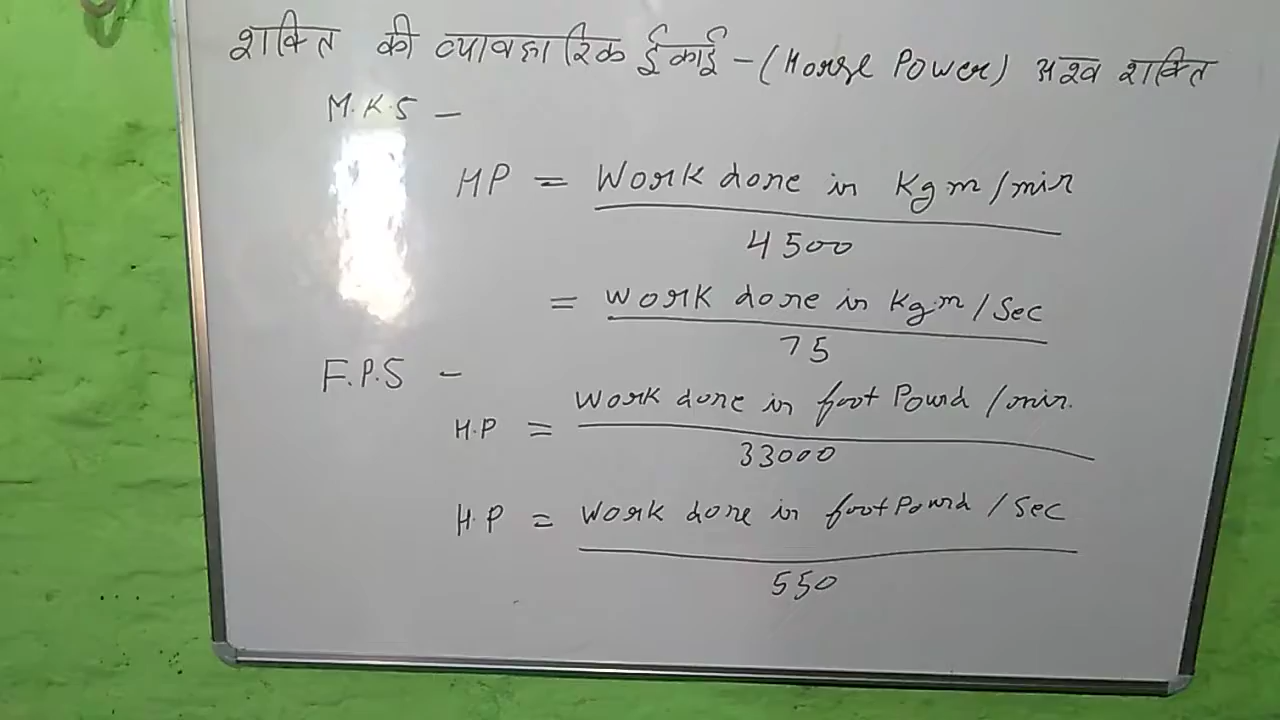 शक्ति की व्यावहारिक ईकाई - (Horse Power) अश्व शक्ति
M.K.S -
HP = Work done in Kgm/min
4500
= work done in Kg.m/Sec
75
F.P.S -
H.P = Work done in foot Pound /min.
33000
H.P = Work done in foot Pound /Sec
550